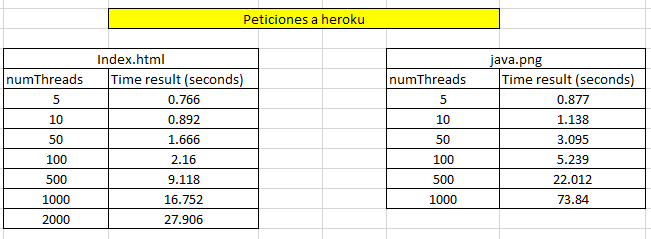 Peticiones a heroku
Index.html
numThreads Time result (seconds)
5 0.766
10 0.892
50 1.666
100 2.16
500 9.118
1000 16.752
2000 27.906
java.png
numThreads Time result (seconds)
5 0.877
10 1.138
50 3.095
100 5.239
500 22.012
1000 73.84